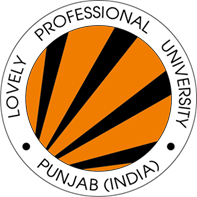 LOVELY PROFESSIONAL UNIVERSITY
• PUNJAB (INDIA) •